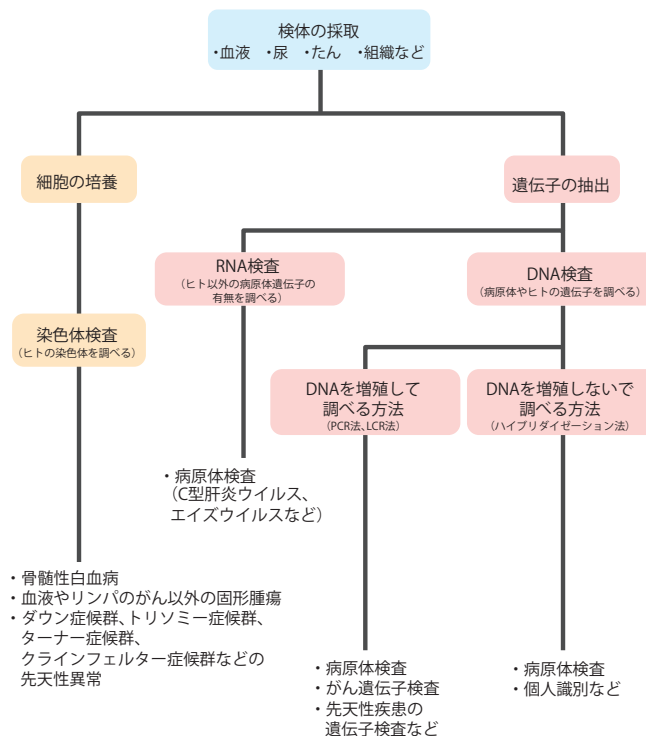 検体の採取
・血液 ・尿 ・たん ・組織など
細胞の培養
遺伝子の抽出
RNA検査
(ヒト以外の病原体遺伝子の
有無を調べる)
DNA検査
(病原体やヒトの遺伝子を調べる)
染色体検査
(ヒトの染色体を調べる)
DNAを増殖して
調べる方法
(PCR法、LCR法)
DNAを増殖しないで
調べる方法
(ハイブリダイゼーション法)
・病原体検査
(C型肝炎ウイルス、
エイズウイルスなど)
・骨髄性白血病
・血液やリンパのがん以外の固形腫瘍
・ダウン症候群、トリソミー症候群、
ターナー症候群、
クラインフェルター症候群などの
先天性異常
・病原体検査
・がん遺伝子検査
・先天性疾患の
遺伝子検査など
・病原体検査
・個人識別など